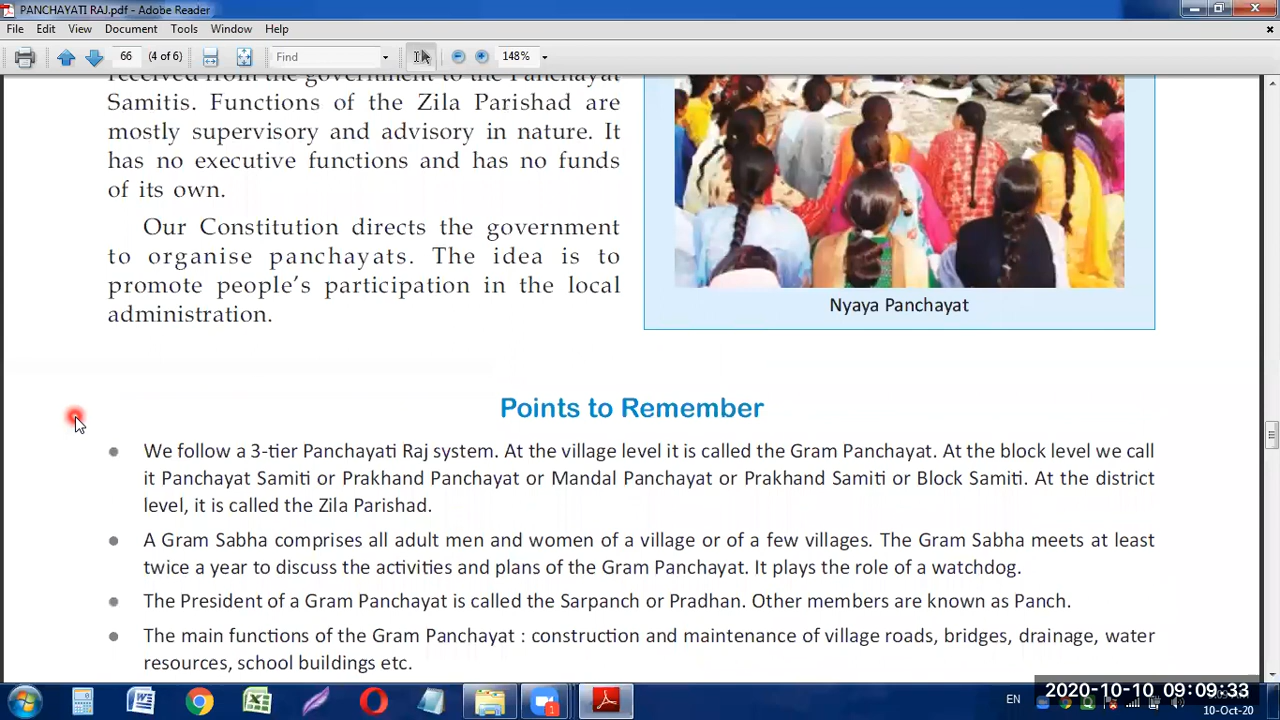 PANCHAYATI RAJ.pdf - Adobe Reader
File Edit View Document Tools Window Help
66 (4 of 6) Find 148%
received from the government to the Panchayat
Samitis. Functions of the Zila Parishad are
mostly supervisory and advisory in nature. It
has no executive functions and has no funds
of its own.
Our Constitution directs the government
to organise panchayats. The idea is to
promote people's participation in the local
administration.
Nyaya Panchayat
Points to Remember
● We follow a 3-tier Panchayati Raj system. At the village level it is called the Gram Panchayat. At the block level we call
it Panchayat Samiti or Prakhand Panchayat or Mandal Panchayat or Prakhand Samiti or Block Samiti. At the district
level, it is called the Zila Parishad.
● A Gram Sabha comprises all adult men and women of a village or of a few villages. The Gram Sabha meets at least
twice a year to discuss the activities and plans of the Gram Panchayat. It plays the role of a watchdog.
● The President of a Gram Panchayat is called the Sarpanch or Pradhan. Other members are known as Panch.
● The main functions of the Gram Panchayat : construction and maintenance of village roads, bridges, drainage, water
resources, school buildings etc.
EN
2020-10-10 09:09:33
10-Oct-20